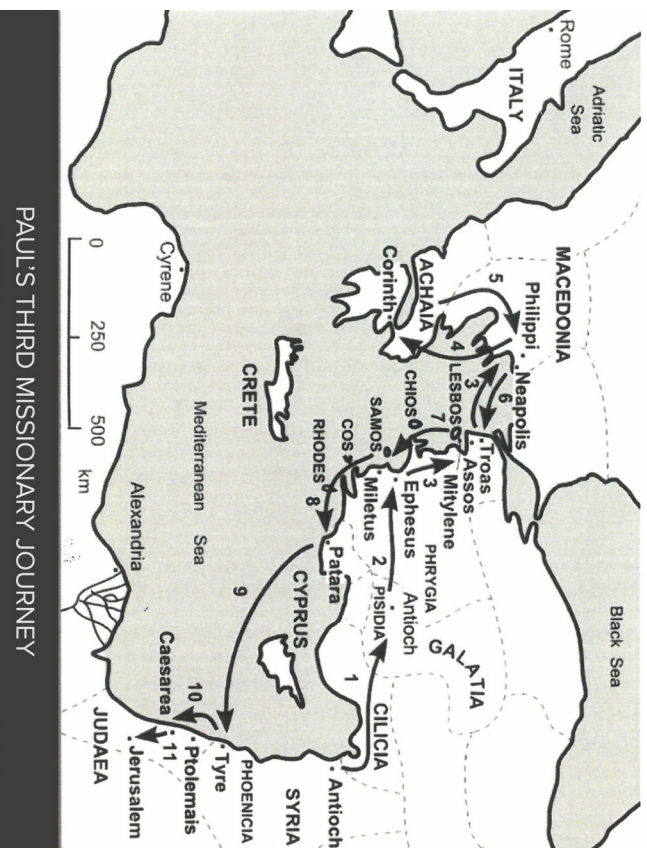 Rome
ITALY
Adriatic
Sea
Black Sea
MACEDONIA
Philippi
Neapolis
5
6
3
4
ACHAIA
Corinth
LESBOS
CHIOS
SAMOS
COS
RHODES
7
8
Troas
Assos
Mitylene
3
Ephesus
Miletus
PHRYGIA
GALATIA
Antioch
PISIDIA
2
1
CILICIA
Patara
CYPRUS
CRETE
9
Mediterranean
Sea
Cyrene
Alexandria
Antioch
SYRIA
PHOENICIA
Tyre
Ptolemais
10
Caesarea
11
Jerusalem
JUDAEA
0
250
500
km
PAUL'S THIRD MISSIONARY JOURNEY